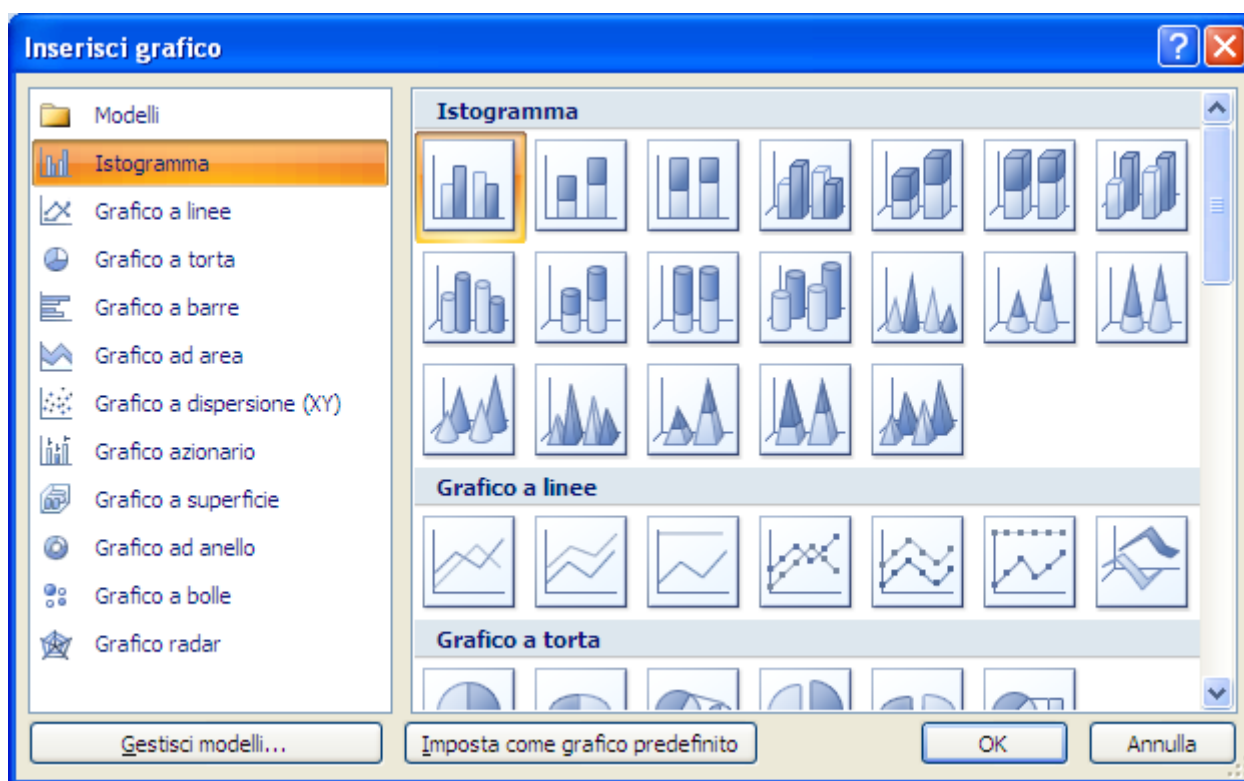 Inserisci grafico
Modelli
Istogramma
Grafico a linee
Grafico a torta
Grafico a barre
Grafico ad area
Grafico a dispersione (XY)
Grafico azionario
Grafico a superficie
Grafico ad anello
Grafico a bolle
Grafico radar
Istogramma
Grafico a linee
Grafico a torta
Gestisci modelli...
Imposta come grafico predefinito
OK
Annulla